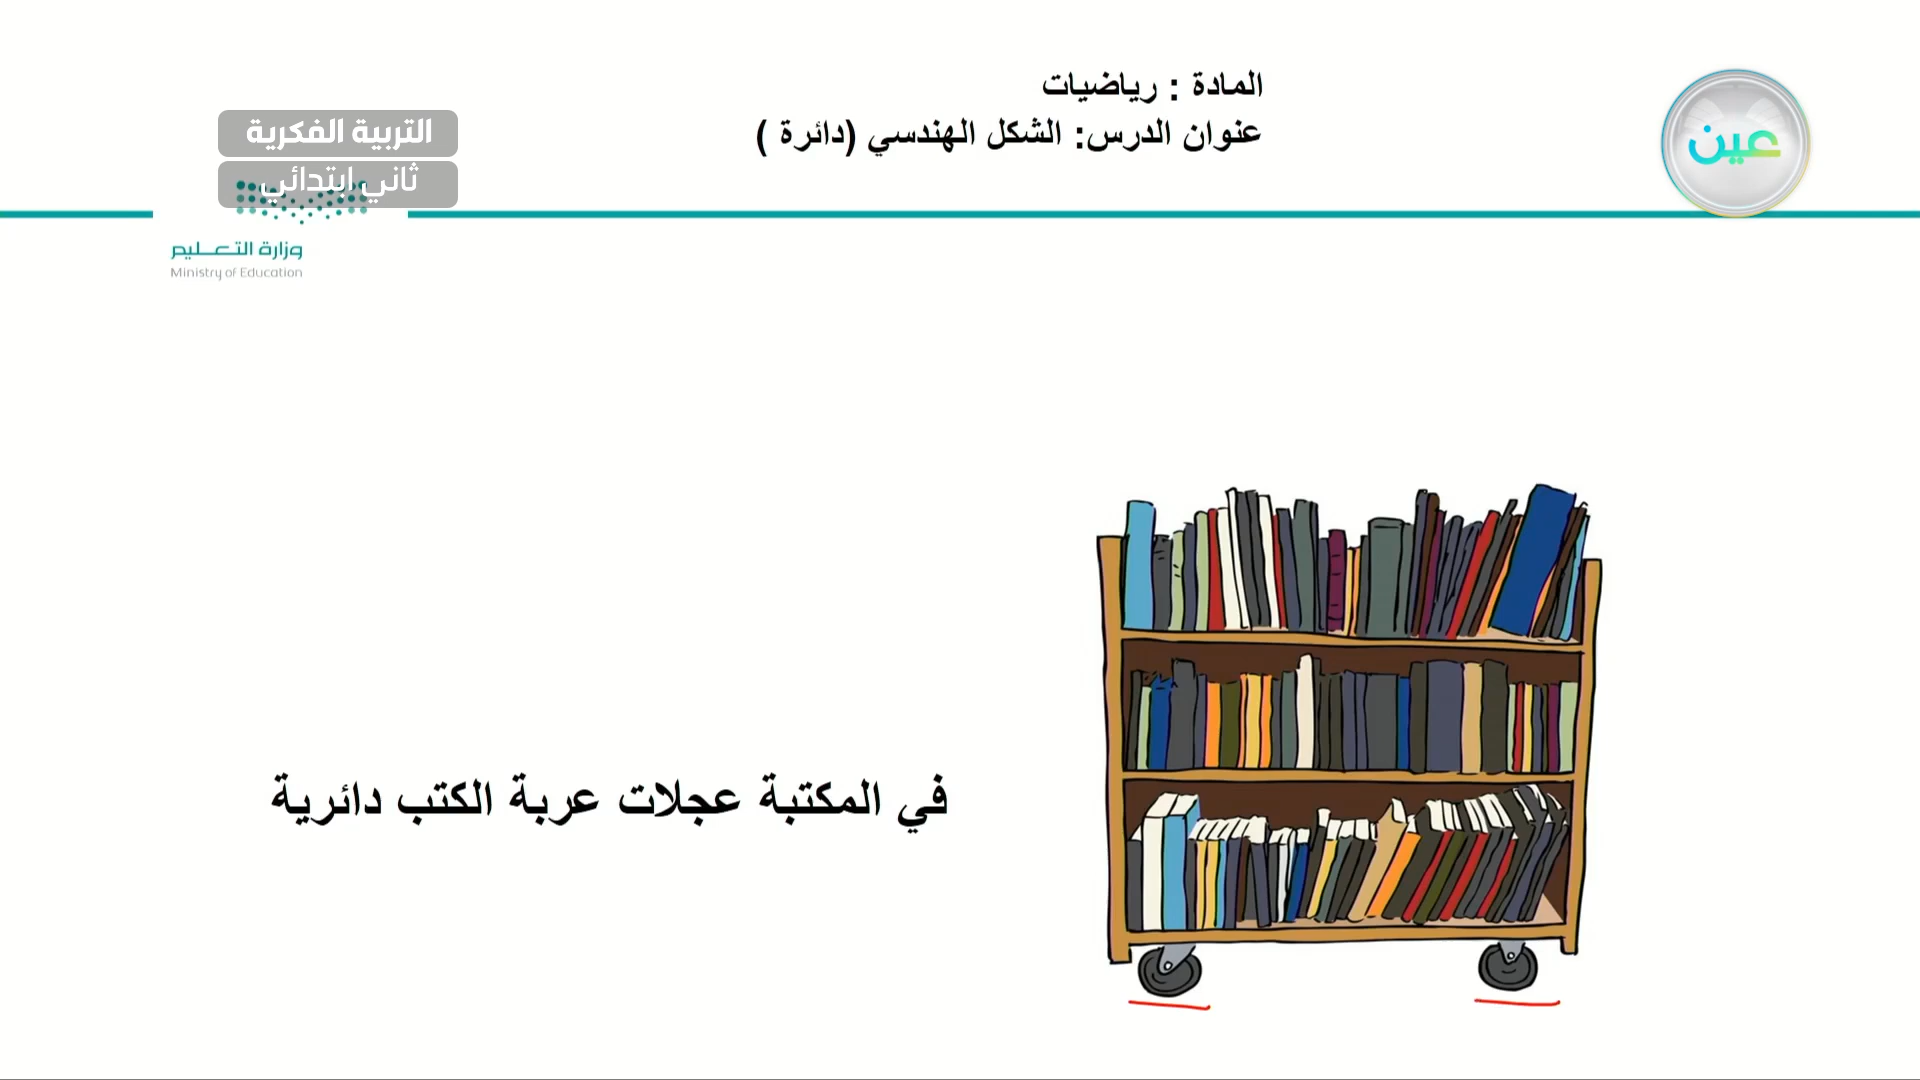 المادة : رياضيات
عنوان الدرس: الشكل الهندسي (دائرة )
عين
التربية الفكرية
ثاني ابتدائي
وزارة التعليم
Ministry of Education
في المكتبة عجلات عربة الكتب دائرية